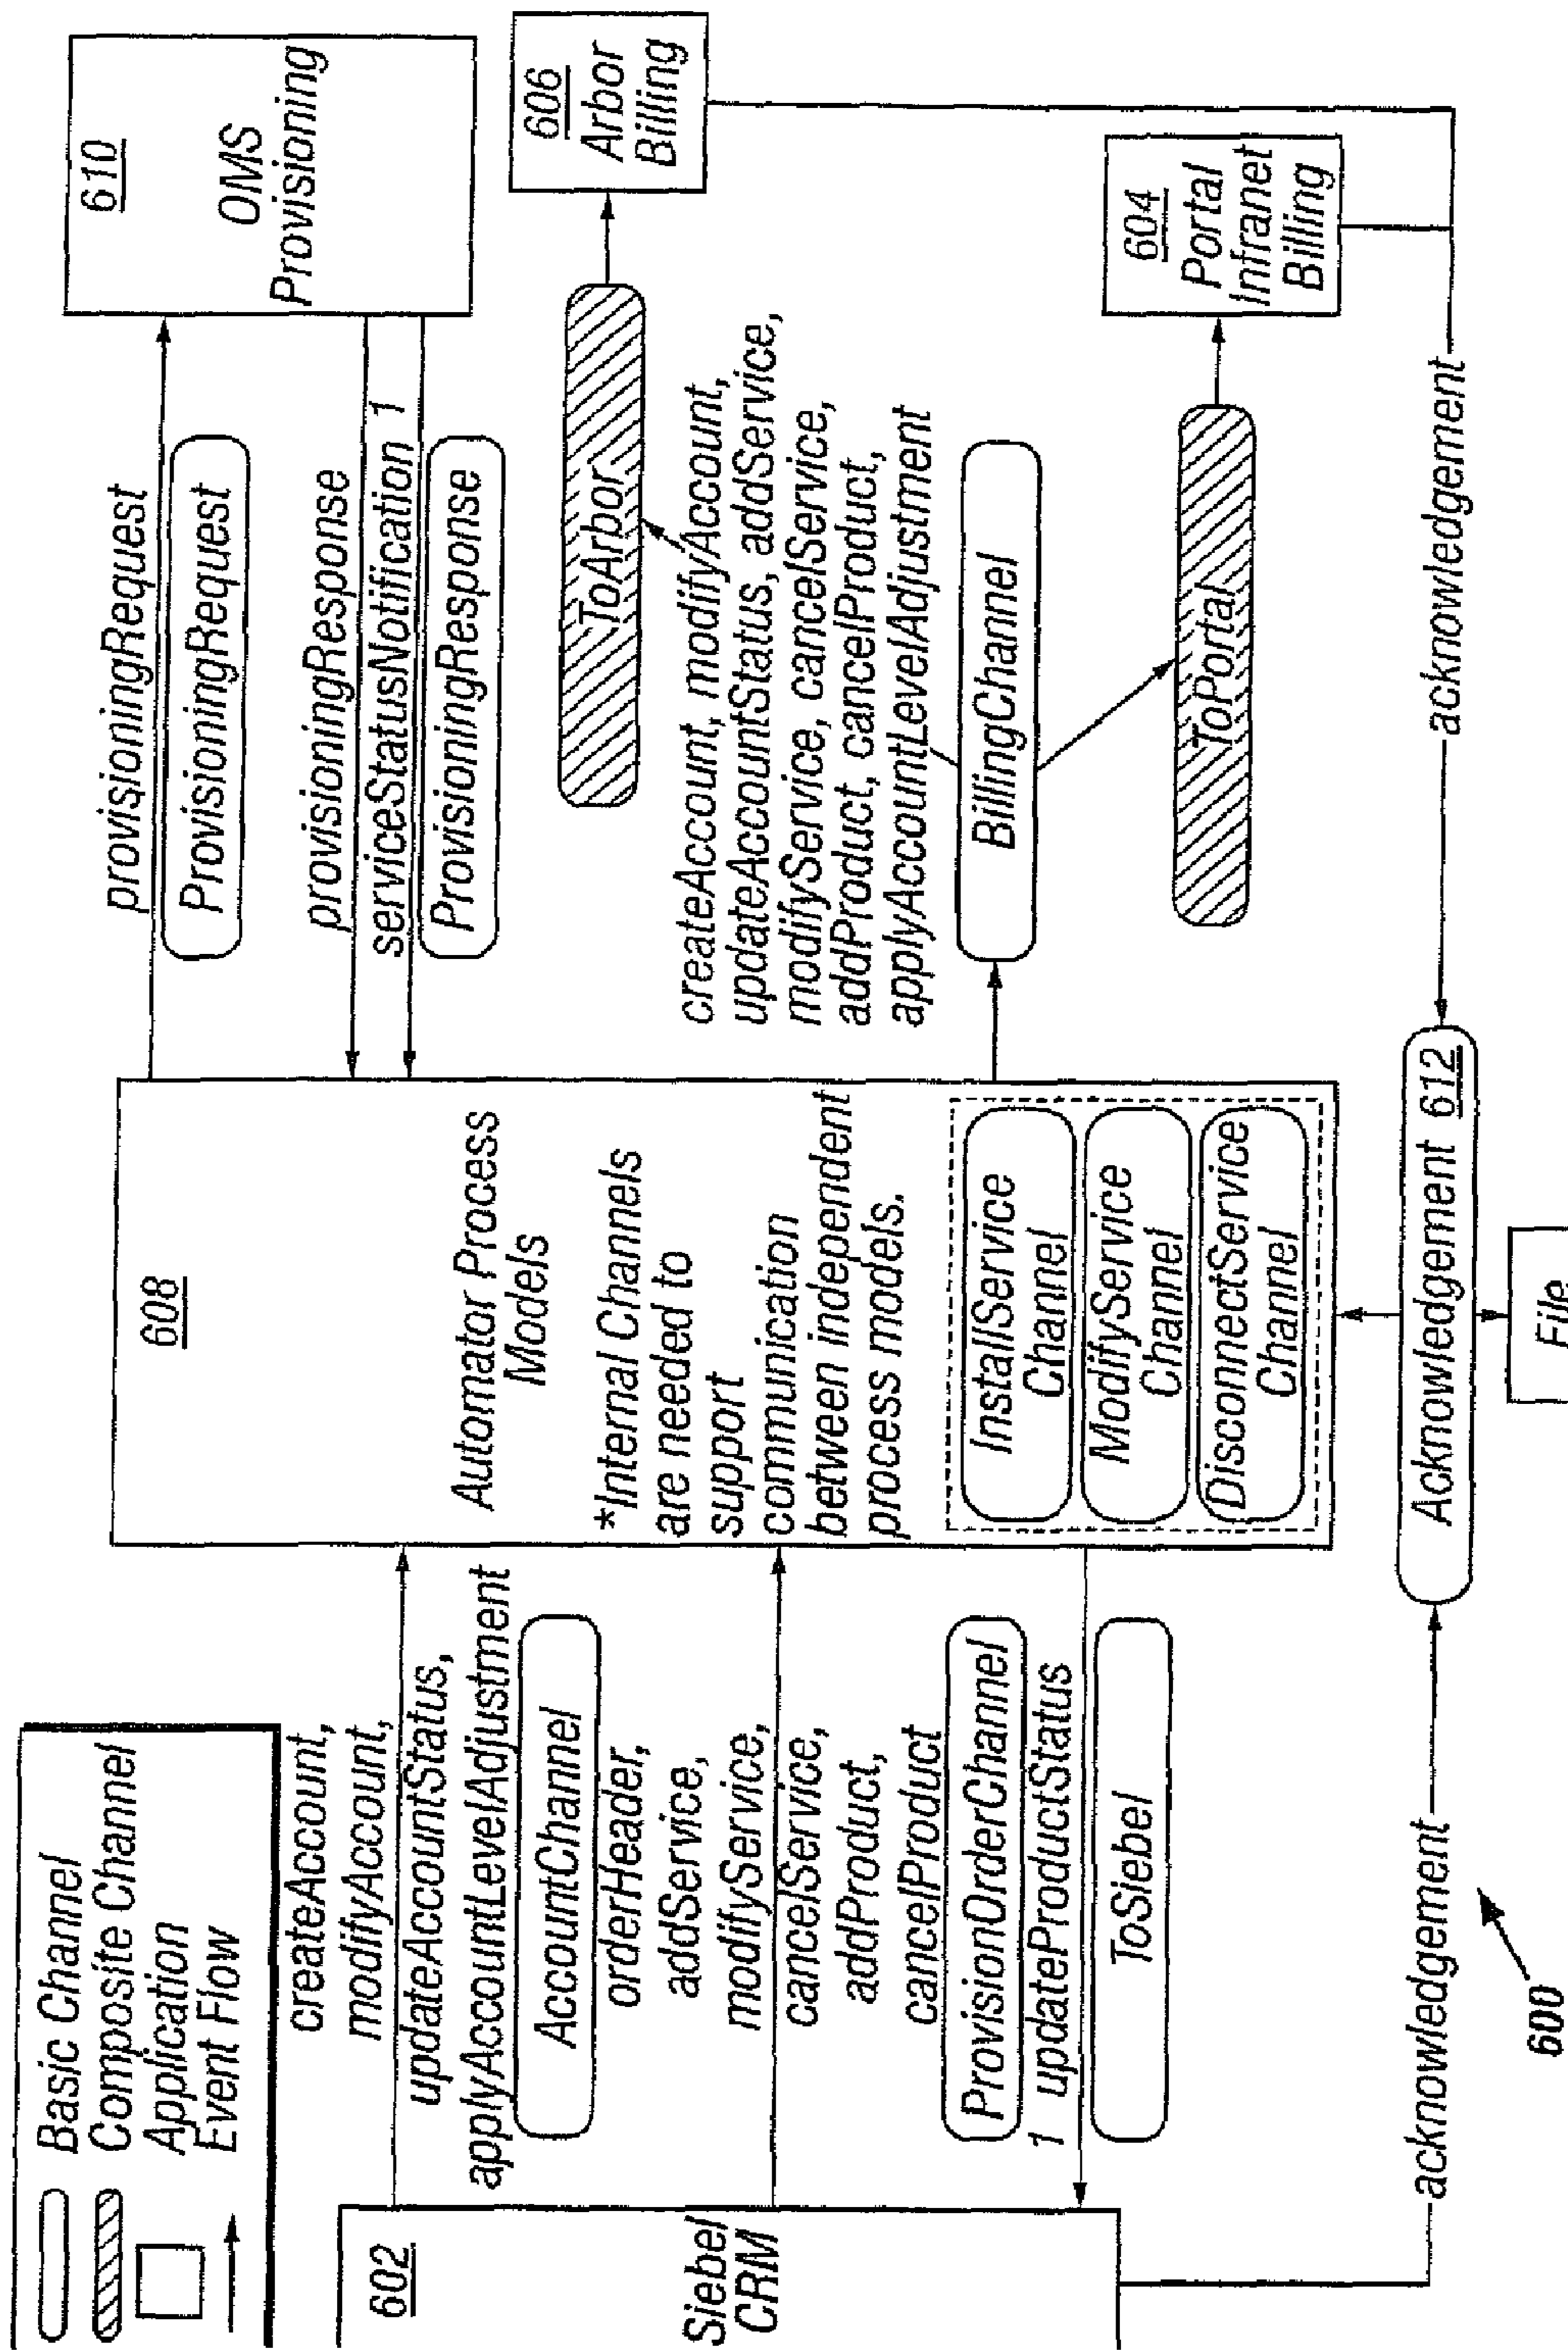 Basic Channel
Composite Channel
Application
Event Flow
602
Siebel
CRM
createAccount,
modifyAccount,
updateAccountStatus,
applyAccountLevelAdjustment
AccountChannel
orderHeader,
addService,
modifyService,
cancelService,
addProduct,
cancelProduct
ProvisionOrderChannel
1 updateProductStatus
ToSiebel
acknowledgement
600
608
Automator Process
Models
*Internal Channels
are needed to
support
communication
between independent
process models.
InstallService
Channel
ModifyService
Channel
DisconnectService
Channel
Acknowledgement 612
File
provisioningRequest
ProvisioningRequest
provisioningResponse
serviceStatusNotification 1
ProvisioningResponse
610
OMS
Provisioning
ToArbor
606
Arbor
Billing
createAccount, modifyAccount,
updateAccountStatus, addService,
modifyService, cancelService,
addProduct, cancelProduct,
applyAccountLevelAdjustment
BillingChannel
ToPortal
604
Portal
Infranet
Billing
acknowledgement